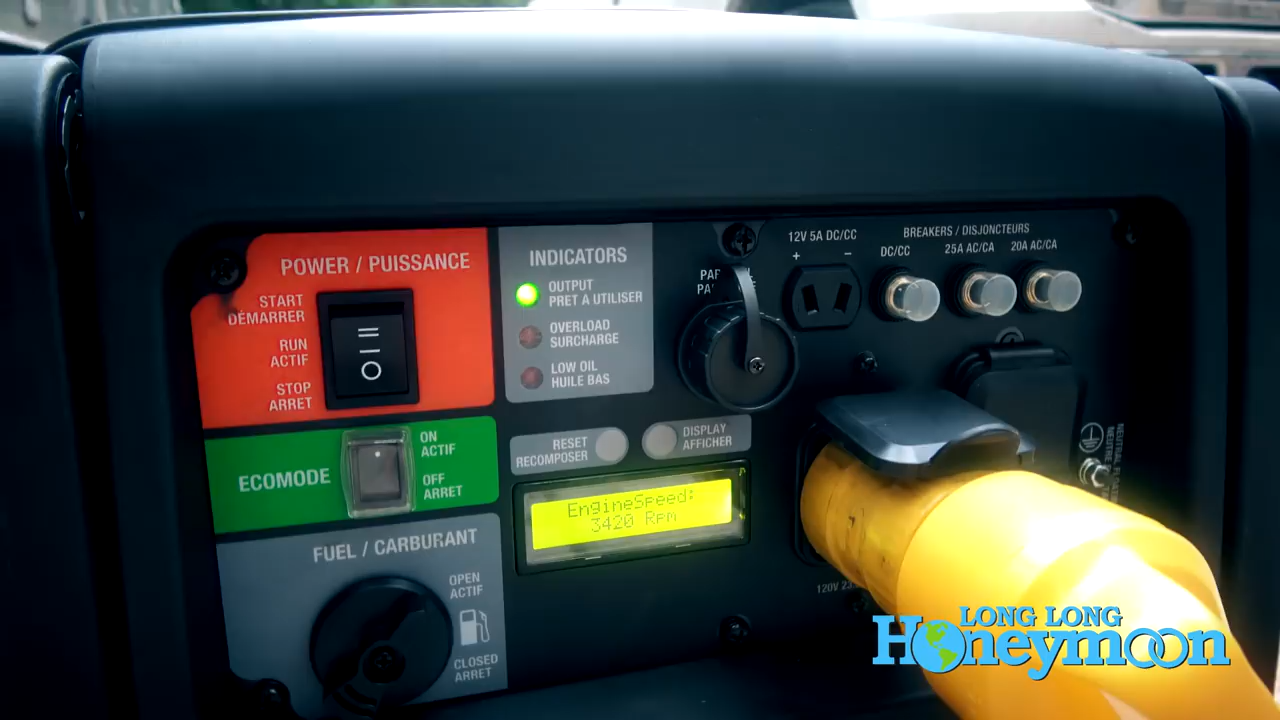 POWER / PUISSANCE
START
DÉMARRER
RUN
ACTIF
STOP
ARRET
INDICATORS
OUTPUT
PRET A UTILISER
OVERLOAD
SURCHARGE
LOW OIL
HUILE BAS
12V 5A DC/CC
+ −
BREAKERS / DISJONCTEURS
DC/CC 25A AC/CA 20A AC/CA
ECOMODE
ON
ACTIF
OFF
ARRET
RESET
RECOMPOSER
DISPLAY
AFFICHER
EngineSpeed:
3420 Rpm
FUEL / CARBURANT
OPEN
ACTIF
CLOSED
ARRET
120V
LONG LONG
Honeymoon